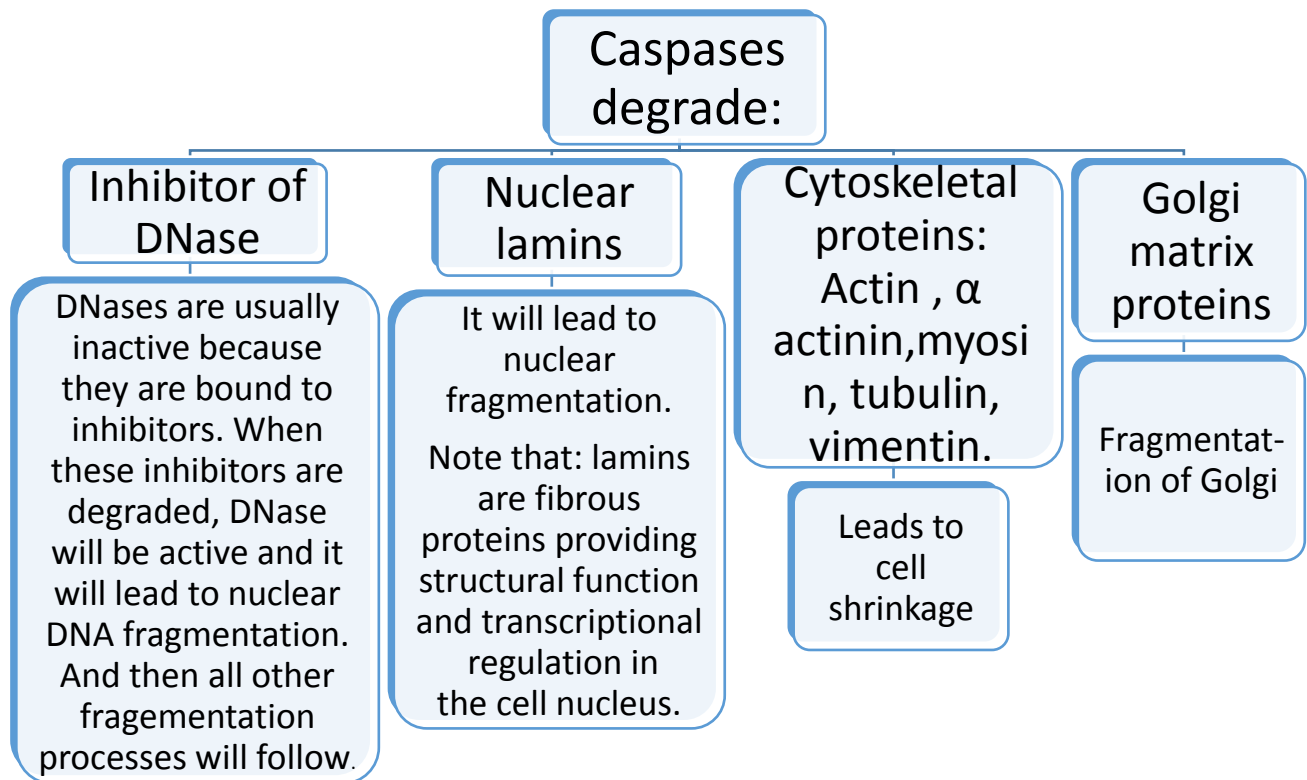 Caspases
degrade:
Inhibitor of
DNase
DNases are usually
inactive because
they are bound to
inhibitors. When
these inhibitors are
degraded, DNase
will be active and it
will lead to nuclear
DNA fragmentation.
And then all other
fragementation
processes will follow.
Nuclear
lamins
It will lead to
nuclear
fragmentation.
Note that: lamins
are fibrous
proteins providing
structural function
and transcriptional
regulation in
the cell nucleus.
Cytoskeletal
proteins:
Actin , α
actinin,myosi
n, tubulin,
vimentin.
Leads to
cell
shrinkage
Golgi
matrix
proteins
Fragmentat-
ion of Golgi